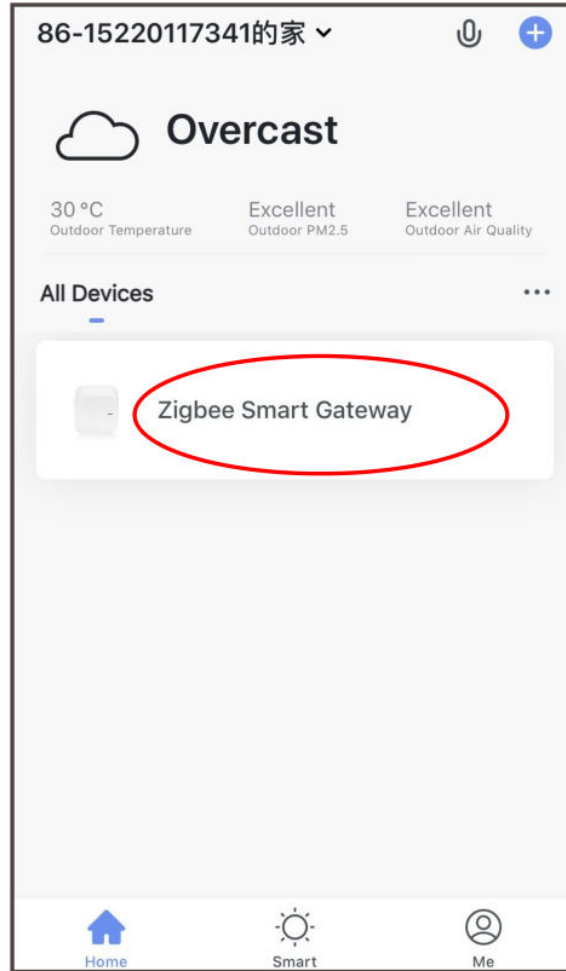 86-15220117341的家
Overcast
30 °C Excellent Excellent
Outdoor Temperature Outdoor PM2.5 Outdoor Air Quality
All Devices
Zigbee Smart Gateway
Home Smart Me